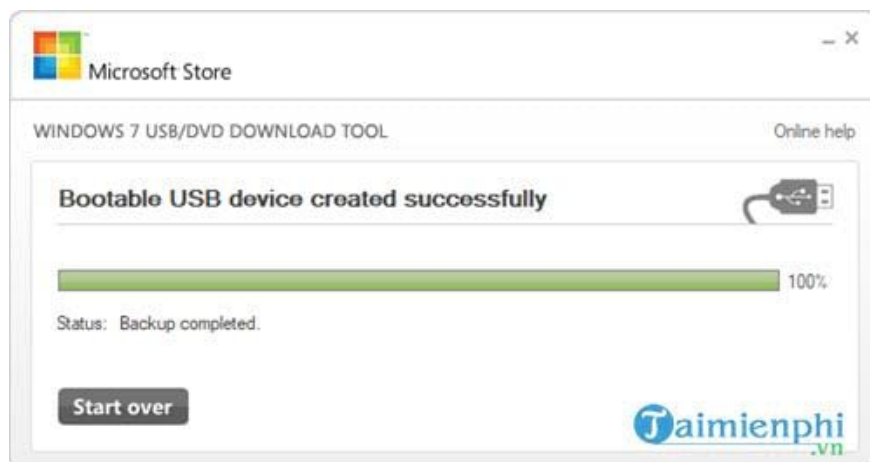 Microsoft Store
WINDOWS 7 USB/DVD DOWNLOAD TOOL
Online help
Bootable USB device created successfully
100%
Status: Backup completed.
Start over
Taimienphi
.vn